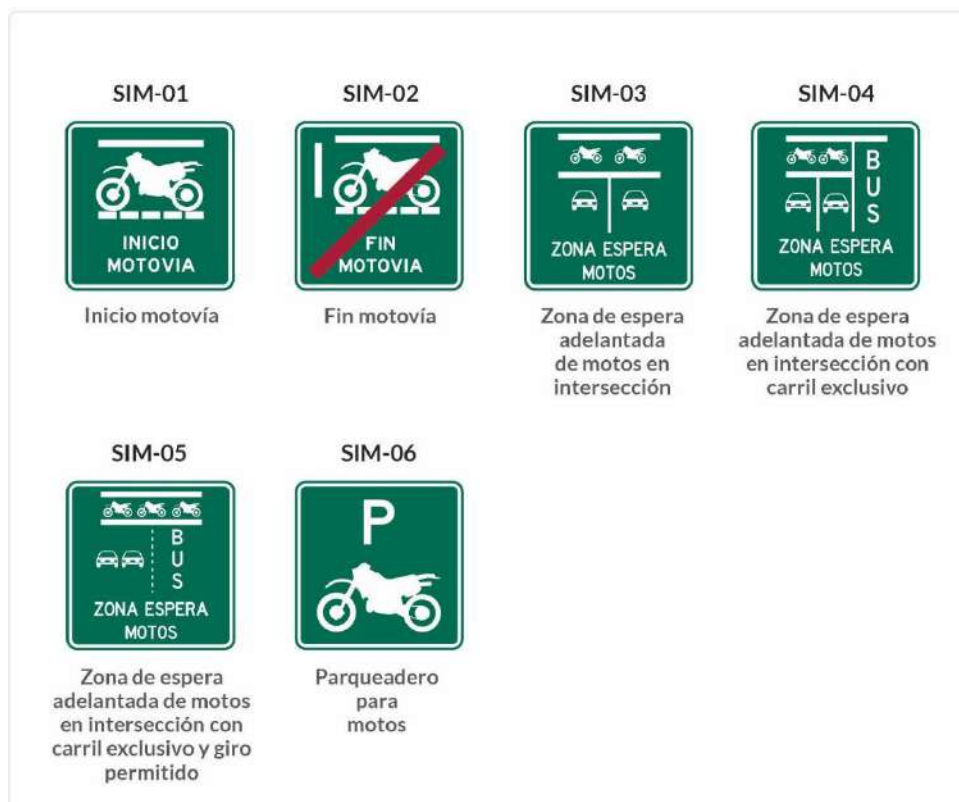 SIM-01
SIM-02
SIM-03
SIM-04
INICIO
MOTOVIA
FIN
MOTOVIA
ZONA ESPERA
MOTOS
B
U
S
ZONA ESPERA
MOTOS
Inicio motovía
Fin motovía
Zona de espera
adelantada
de motos en
intersección
Zona de espera
adelantada de motos
en intersección con
carril exclusivo
SIM-05
SIM-06
B
U
S
ZONA ESPERA
MOTOS
P
Zona de espera
adelantada de motos
en intersección con
carril exclusivo y giro
permitido
Parqueadero
para
motos